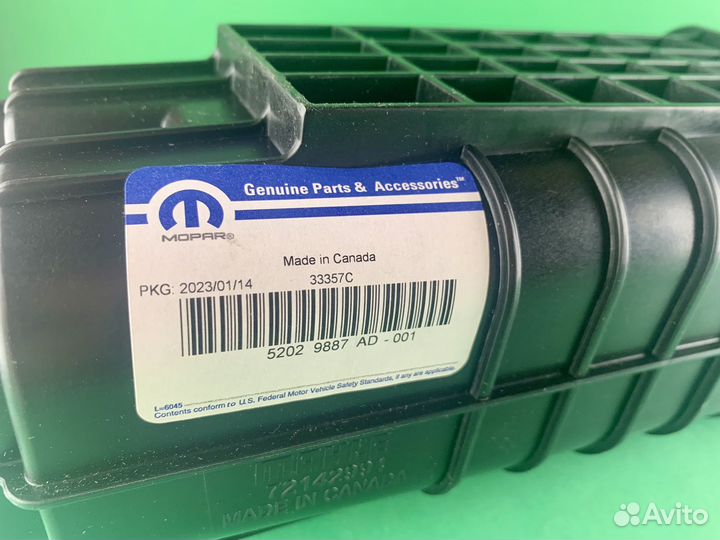 Genuine Parts & Accessories™
MOPAR®
Made in Canada
PKG: 2023/01/14 33357C
5202 9887 AD - 001
L=6045
Contents conform to U.S. Federal Motor Vehicle Safety Standards, if any are applicable.
72142991
MADE IN CANADA
Avito